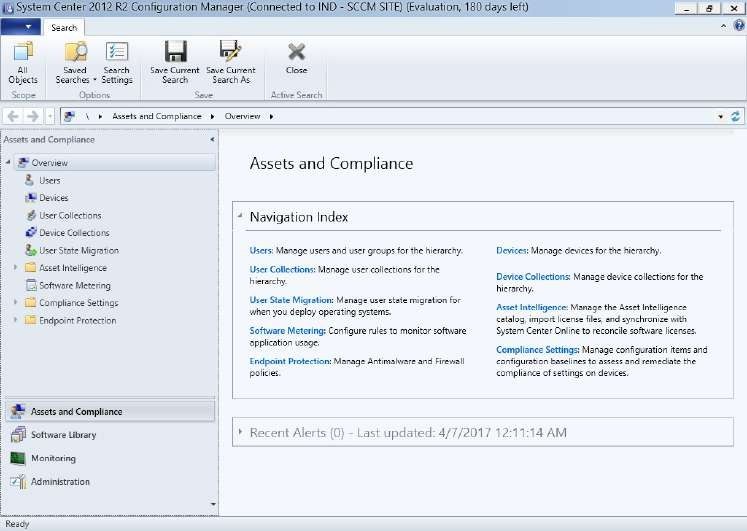 System Center 2012 R2 Configuration Manager (Connected to IND - SCCM SITE) (Evaluation, 180 days left)
Search
All Objects
Saved Searches
Search Settings
Save Current Search
Save Current Search As
Close
Scope
Options
Save
Active Search
\ Assets and Compliance Overview
Assets and Compliance
Overview
Users
Devices
User Collections
Device Collections
User State Migration
Asset Intelligence
Software Metering
Compliance Settings
Endpoint Protection
Assets and Compliance
Software Library
Monitoring
Administration
Assets and Compliance
Navigation Index
Users: Manage users and user groups for the hierarchy.
User Collections: Manage user collections for the
hierarchy.
User State Migration: Manage user state migration for
when you deploy operating systems.
Software Metering: Configure rules to monitor software
application usage.
Endpoint Protection: Manage Antimalware and Firewall
policies.
Devices: Manage devices for the hierarchy.
Device Collections: Manage device collections for the
hierarchy.
Asset Intelligence: Manage the Asset Intelligence
catalog, import license files, and synchronize with
System Center Online to reconcile software licenses.
Compliance Settings: Manage configuration items and
configuration baselines to assess and remediate the
compliance of settings on devices.
Recent Alerts (0) - Last updated: 4/7/2017 12:11:14 AM
Ready